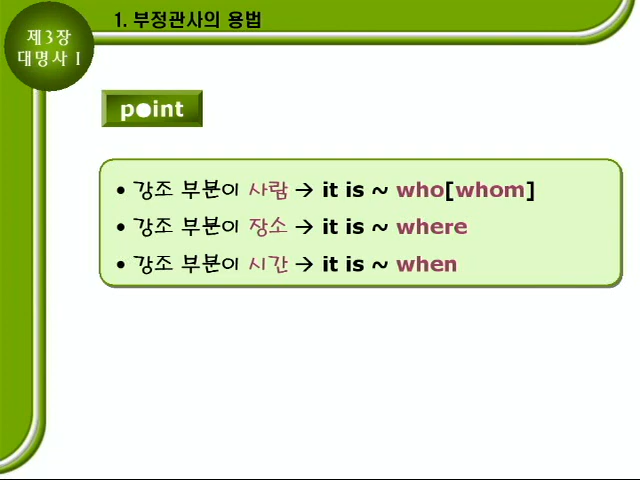 1. 부정관사의 용법
제3장
대명사 I
point
• 강조 부분이 사람 → it is ~ who[whom]
• 강조 부분이 장소 → it is ~ where
• 강조 부분이 시간 → it is ~ when